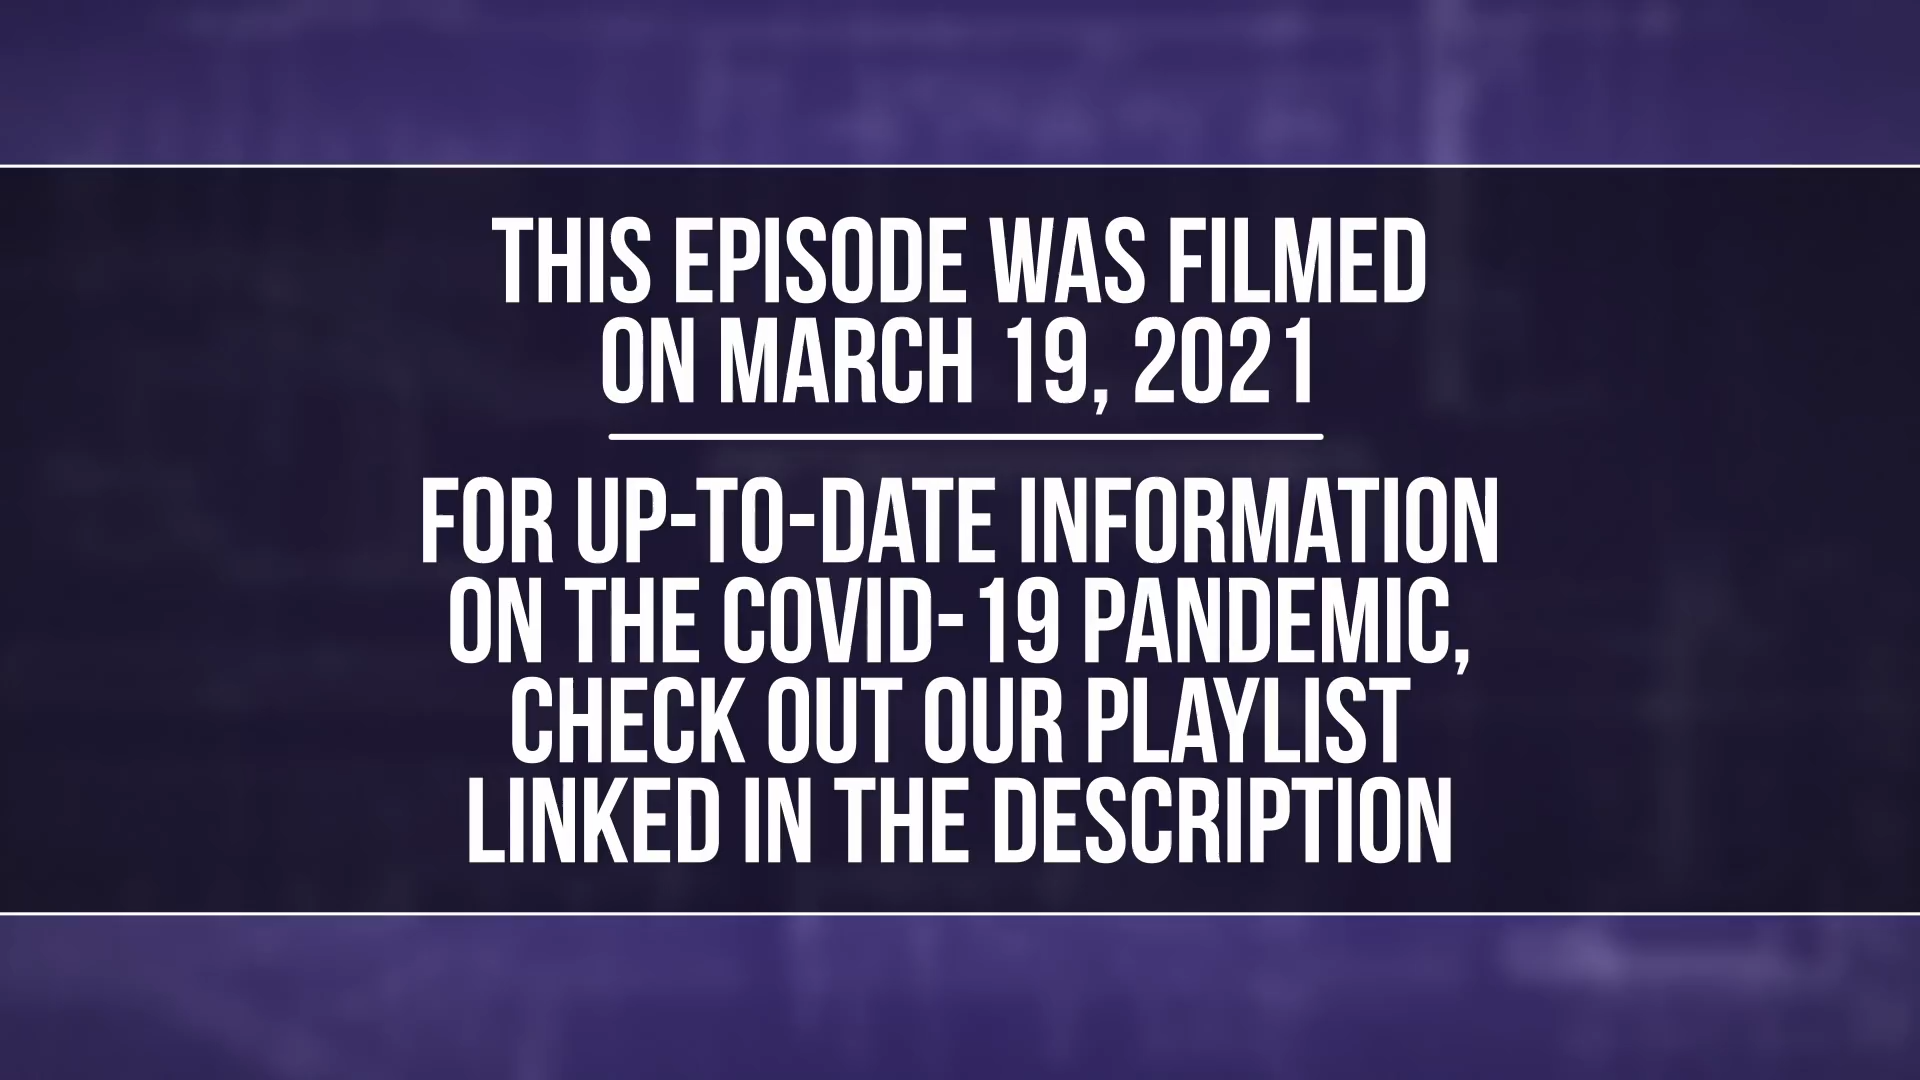 THIS EPISODE WAS FILMED
ON MARCH 19, 2021
FOR UP-TO-DATE INFORMATION
ON THE COVID-19 PANDEMIC,
CHECK OUT OUR PLAYLIST
LINKED IN THE DESCRIPTION